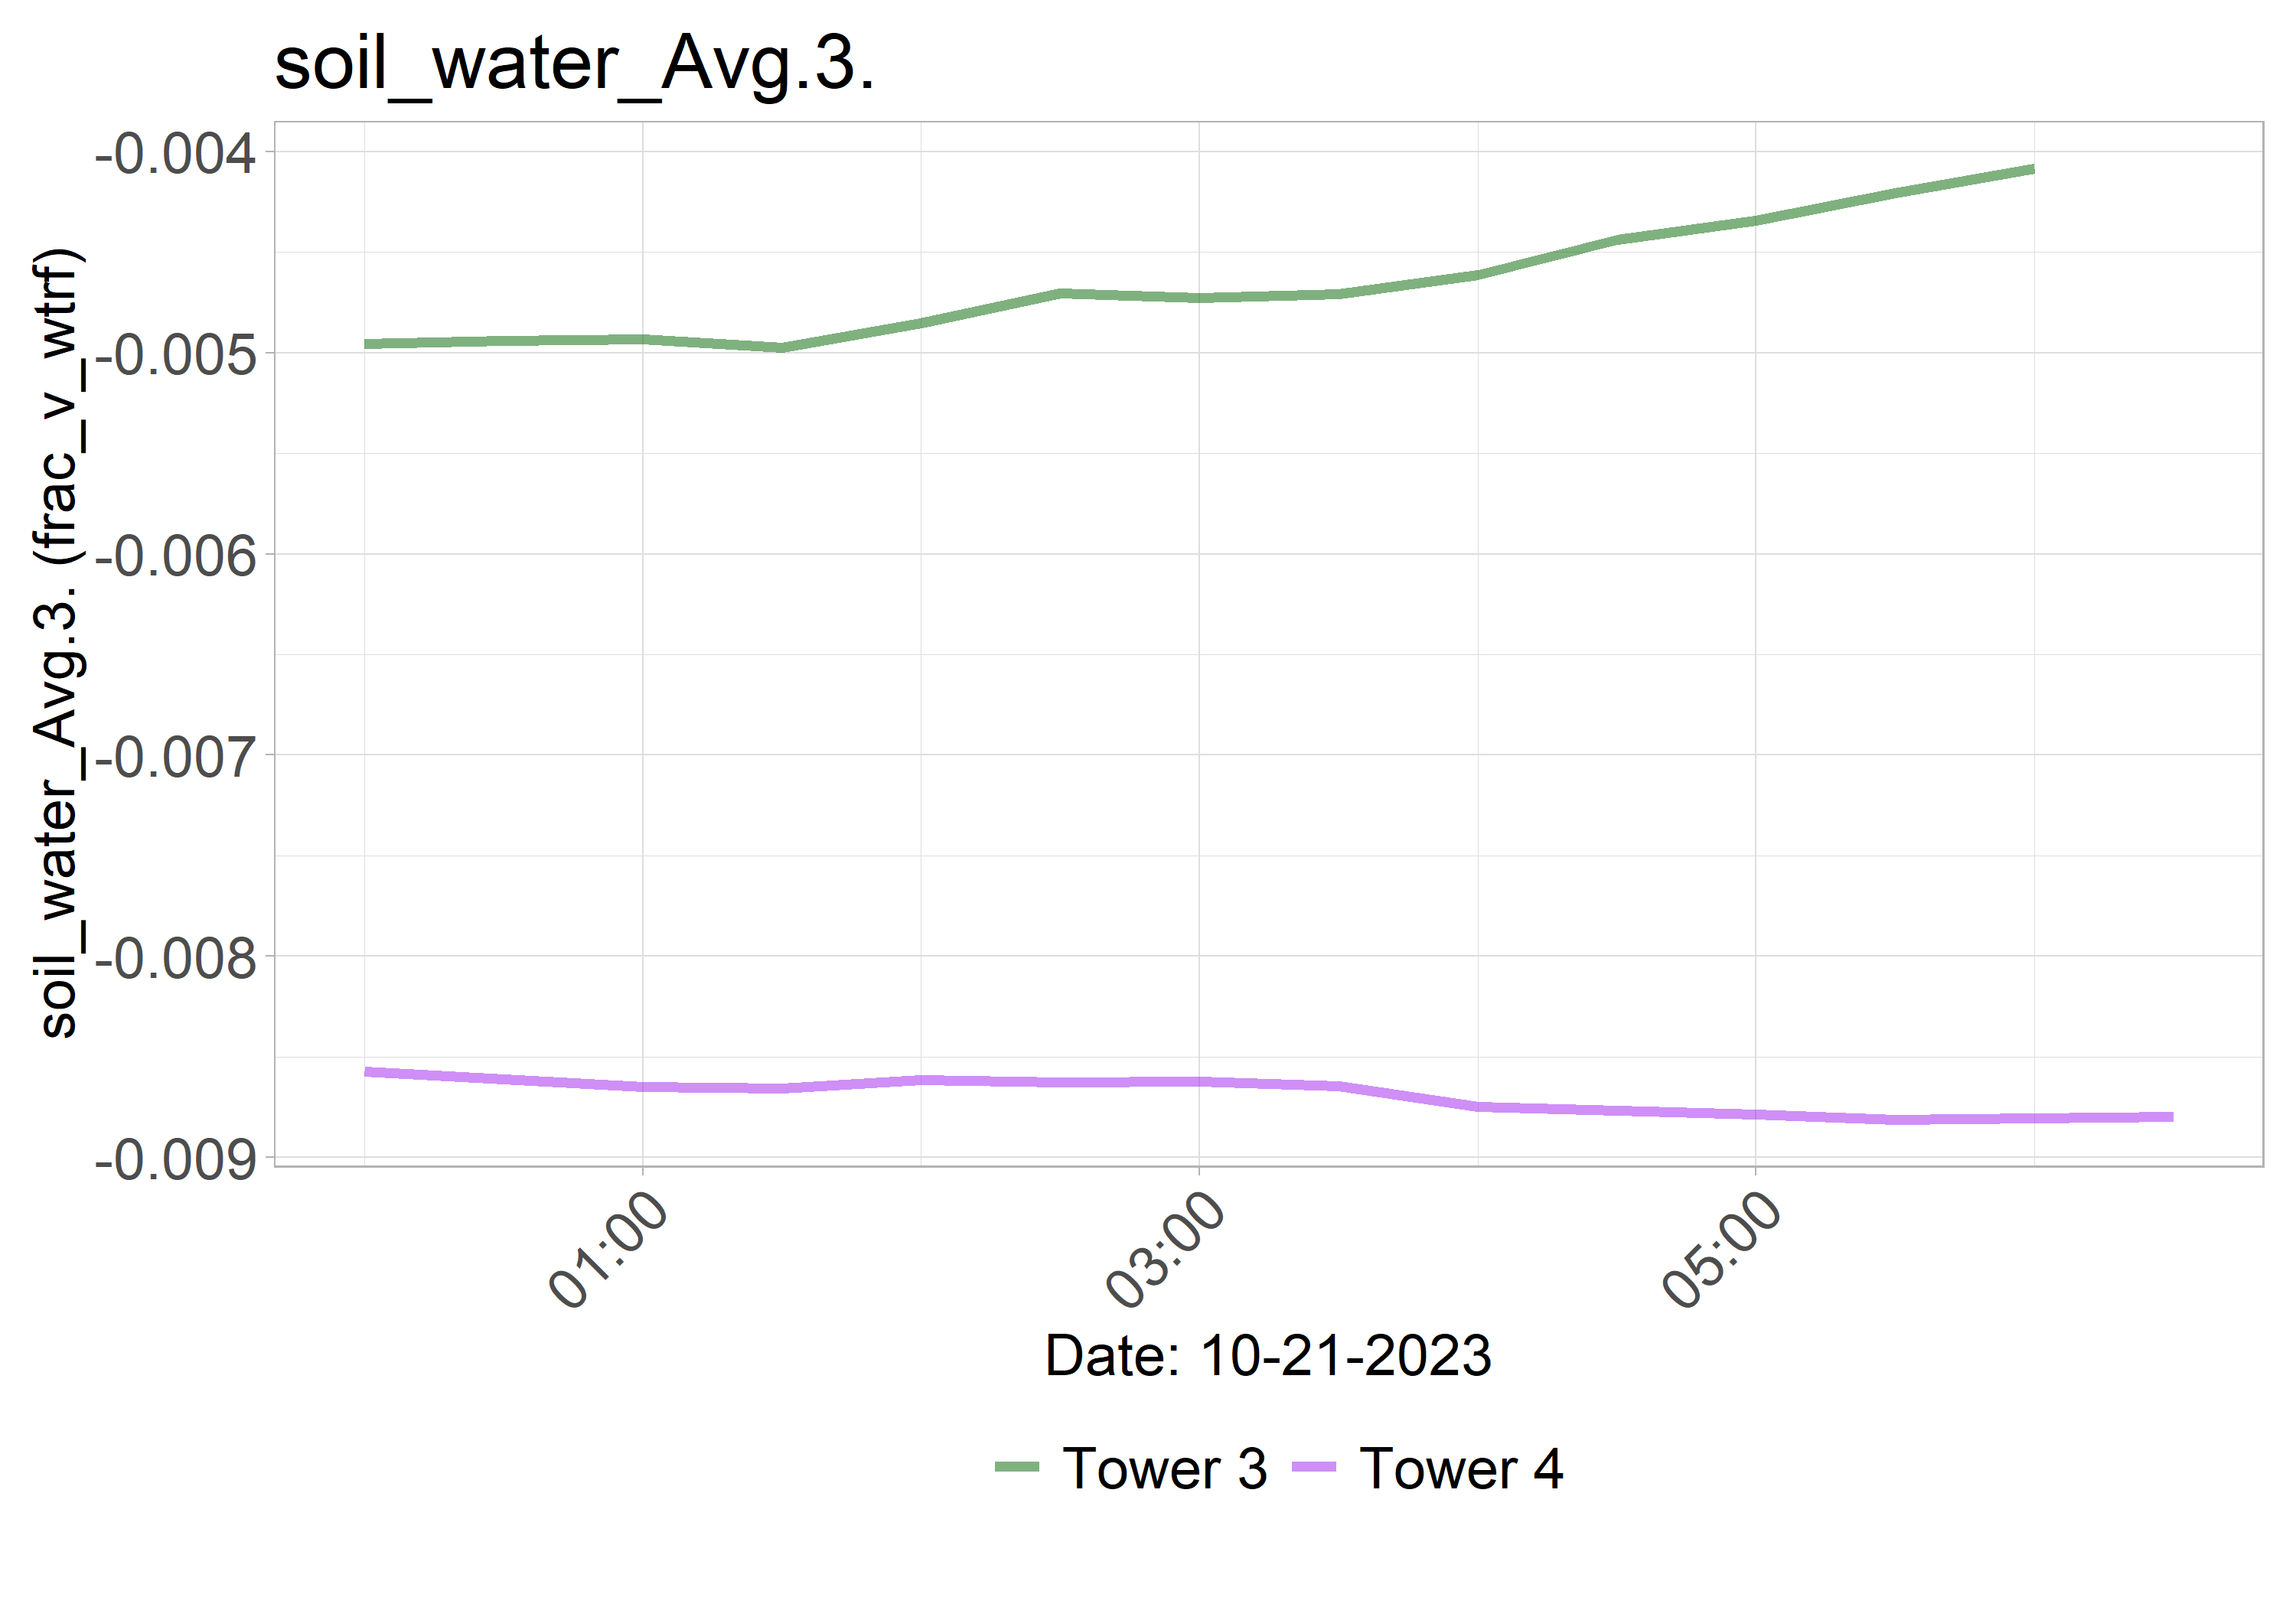 soil_water_Avg.3.
soil_water_Avg.3. (frac_v_wtrf)
-0.004
-0.005
-0.006
-0.007
-0.008
-0.009
01:00
03:00
05:00
Date: 10-21-2023
Tower 3
Tower 4